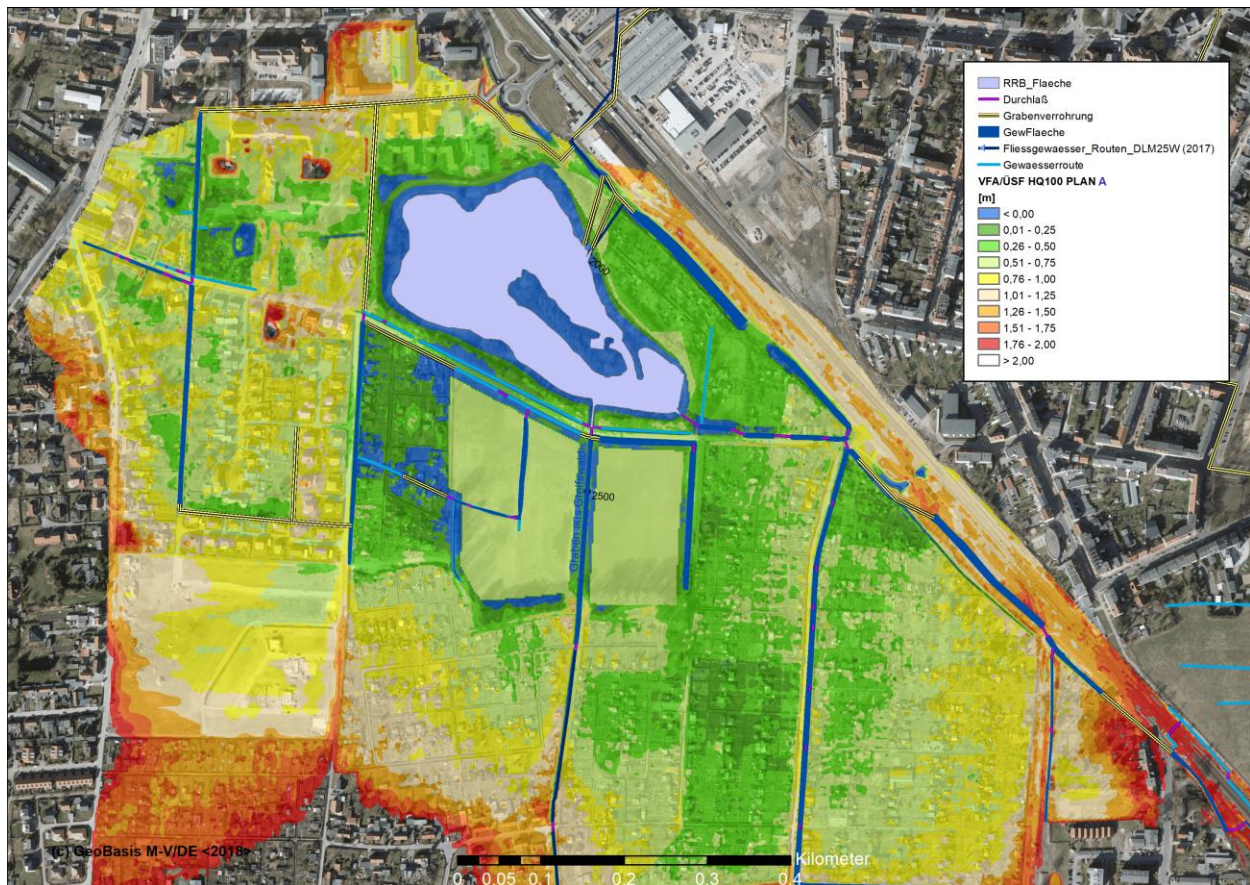 RRB_Flaeche
Durchlaß
Grabenverrohrung
GewFlaeche
Fliessgewaesser_Routen_DLM25W (2017)
Gewaesserroute
VFA/ÜSF HQ100 PLAN A
[m]
< 0,00
0,01 - 0,25
0,26 - 0,50
0,51 - 0,75
0,76 - 1,00
1,01 - 1,25
1,26 - 1,50
1,51 - 1,75
1,76 - 2,00
> 2,00
2000
2500
Graben aus Greifswald
(c) GeoBasis M-V/DE <2018>
Kilometer
0 0.05 0.1 0.2 0.3 0.4